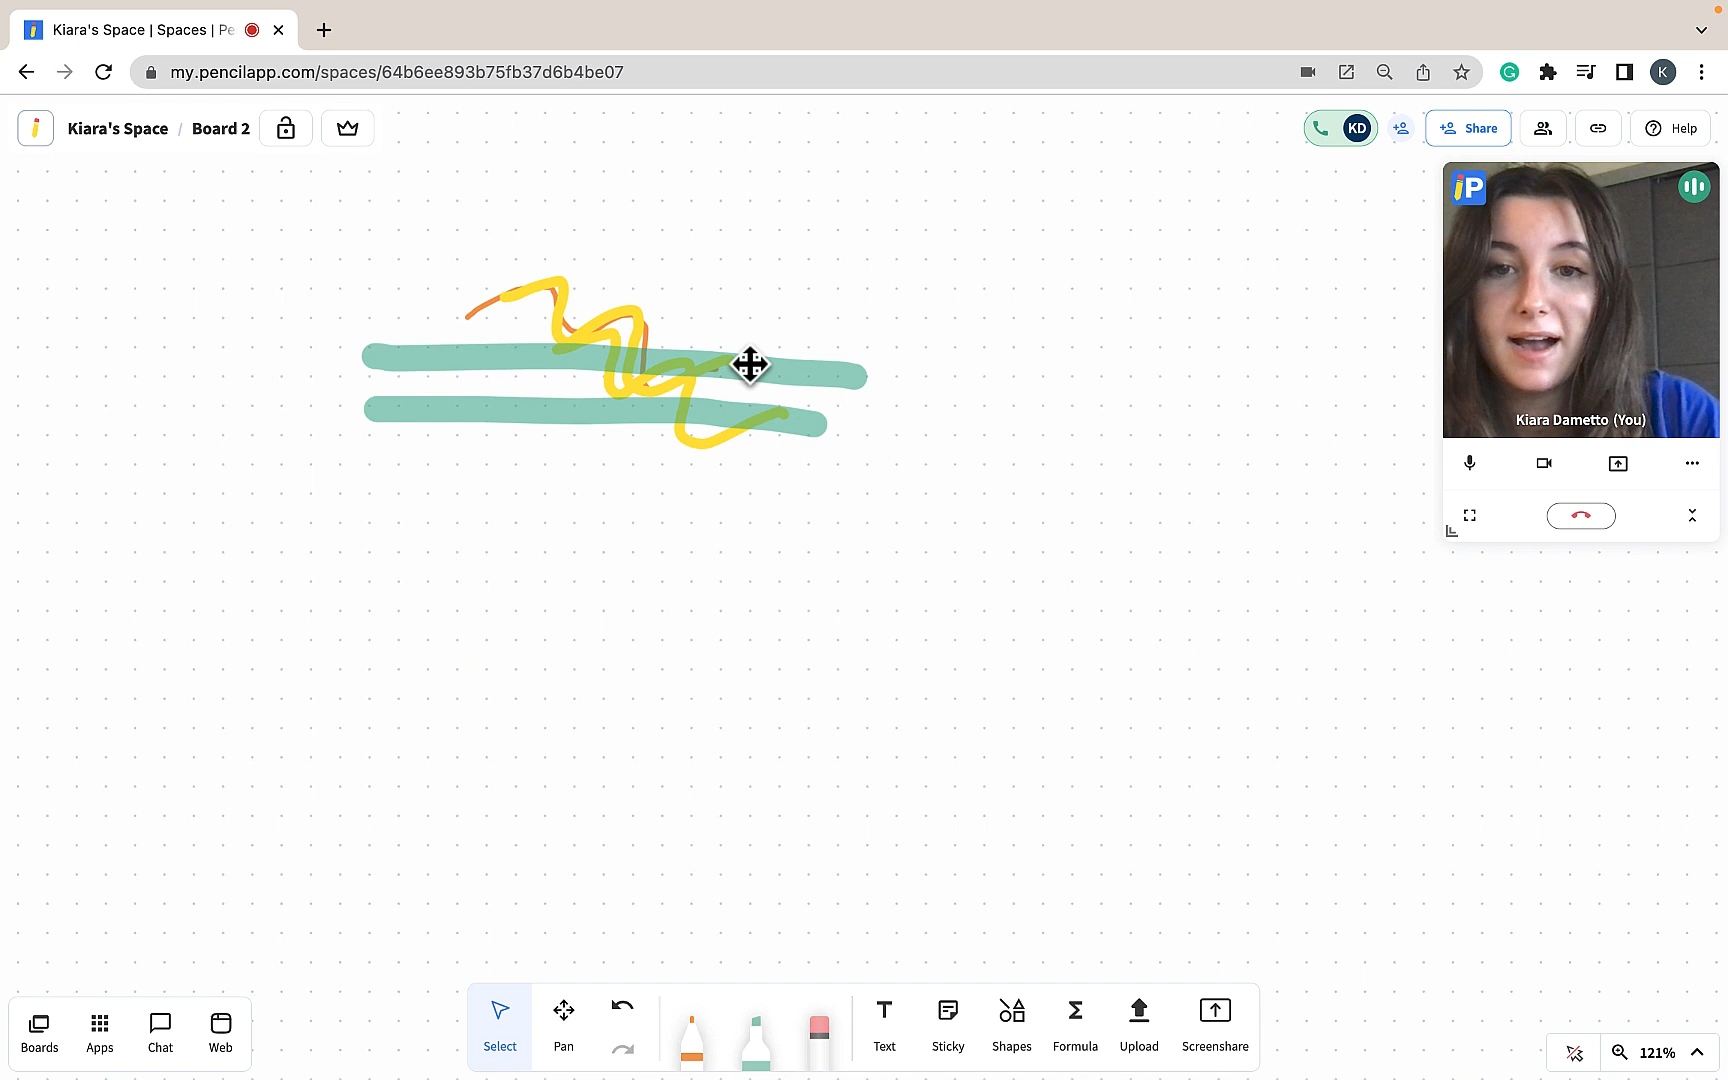 Kiara's Space | Spaces | Pe
my.pencilapp.com/spaces/64b6ee893b75fb37d6b4be07
K
Kiara's Space / Board 2
KD
Share
Help
P
Kiara Dametto (You)
Boards
Apps
Chat
Web
Select
Pan
T
Text
Sticky
Shapes
Σ
Formula
Upload
Screenshare
121%